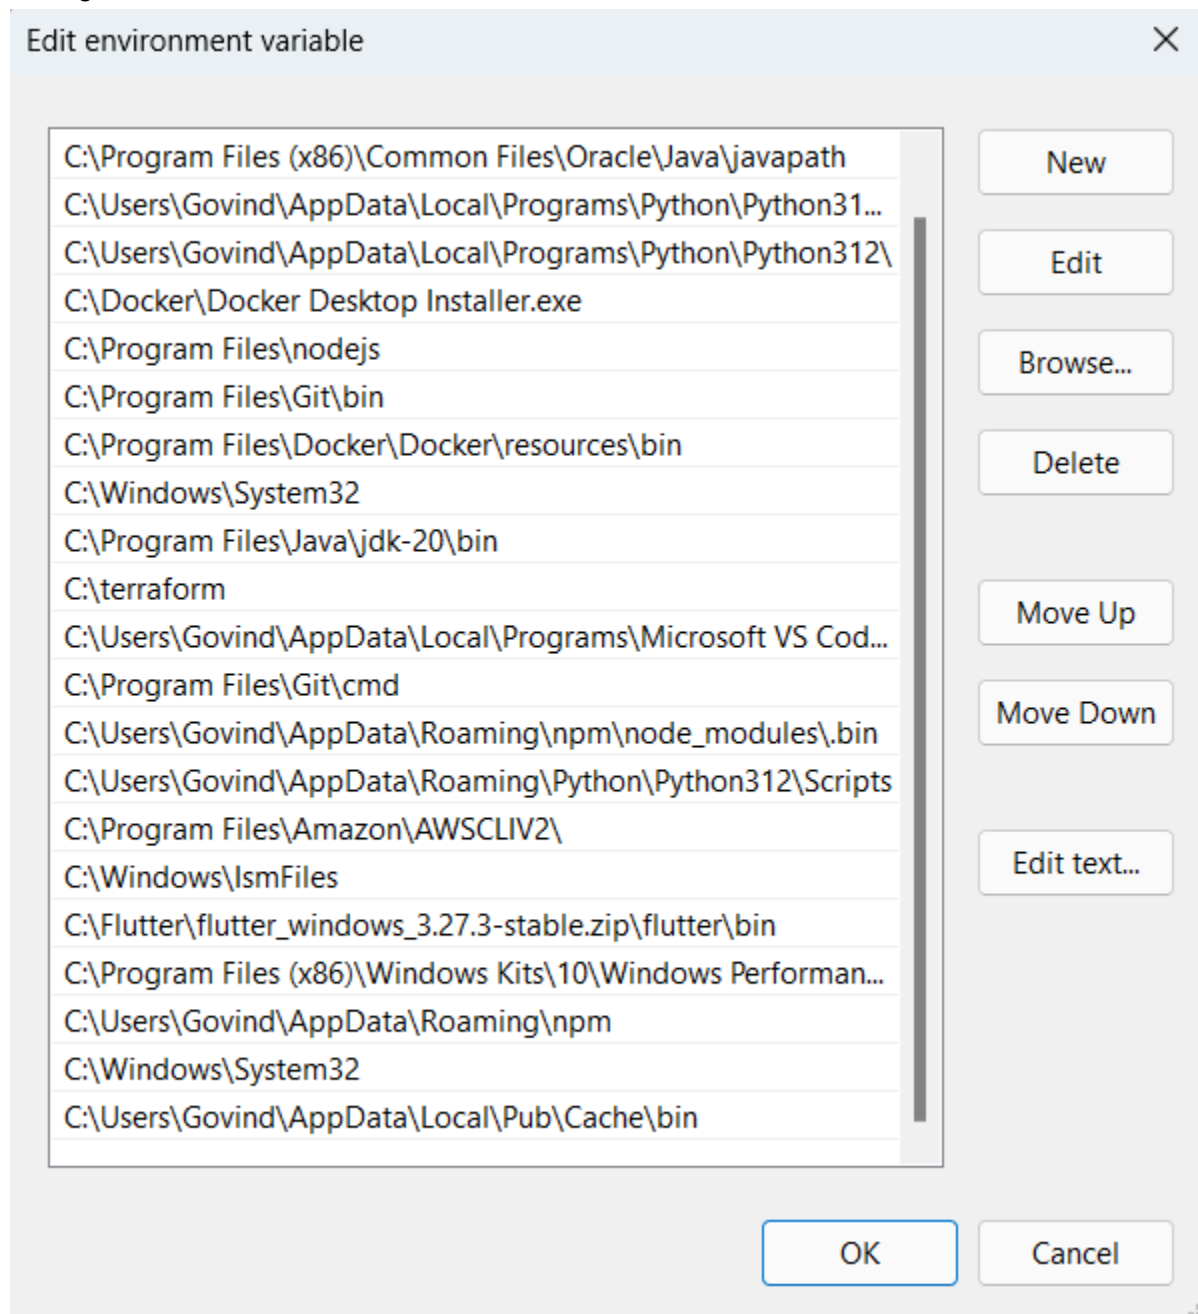 Edit environment variable
C:\Program Files (x86)\Common Files\Oracle\Java\javapath
C:\Users\Govind\AppData\Local\Programs\Python\Python31...
C:\Users\Govind\AppData\Local\Programs\Python\Python312\
C:\Docker\Docker Desktop Installer.exe
C:\Program Files\nodejs
C:\Program Files\Git\bin
C:\Program Files\Docker\Docker\resources\bin
C:\Windows\System32
C:\Program Files\Java\jdk-20\bin
C:\terraform
C:\Users\Govind\AppData\Local\Programs\Microsoft VS Cod...
C:\Program Files\Git\cmd
C:\Users\Govind\AppData\Roaming\npm\node_modules\.bin
C:\Users\Govind\AppData\Roaming\Python\Python312\Scripts
C:\Program Files\Amazon\AWSCLIV2\
C:\Windows\IsmFiles
C:\Flutter\flutter_windows_3.27.3-stable.zip\flutter\bin
C:\Program Files (x86)\Windows Kits\10\Windows Performan...
C:\Users\Govind\AppData\Roaming\npm
C:\Windows\System32
C:\Users\Govind\AppData\Local\Pub\Cache\bin
New
Edit
Browse...
Delete
Move Up
Move Down
Edit text...
OK
Cancel